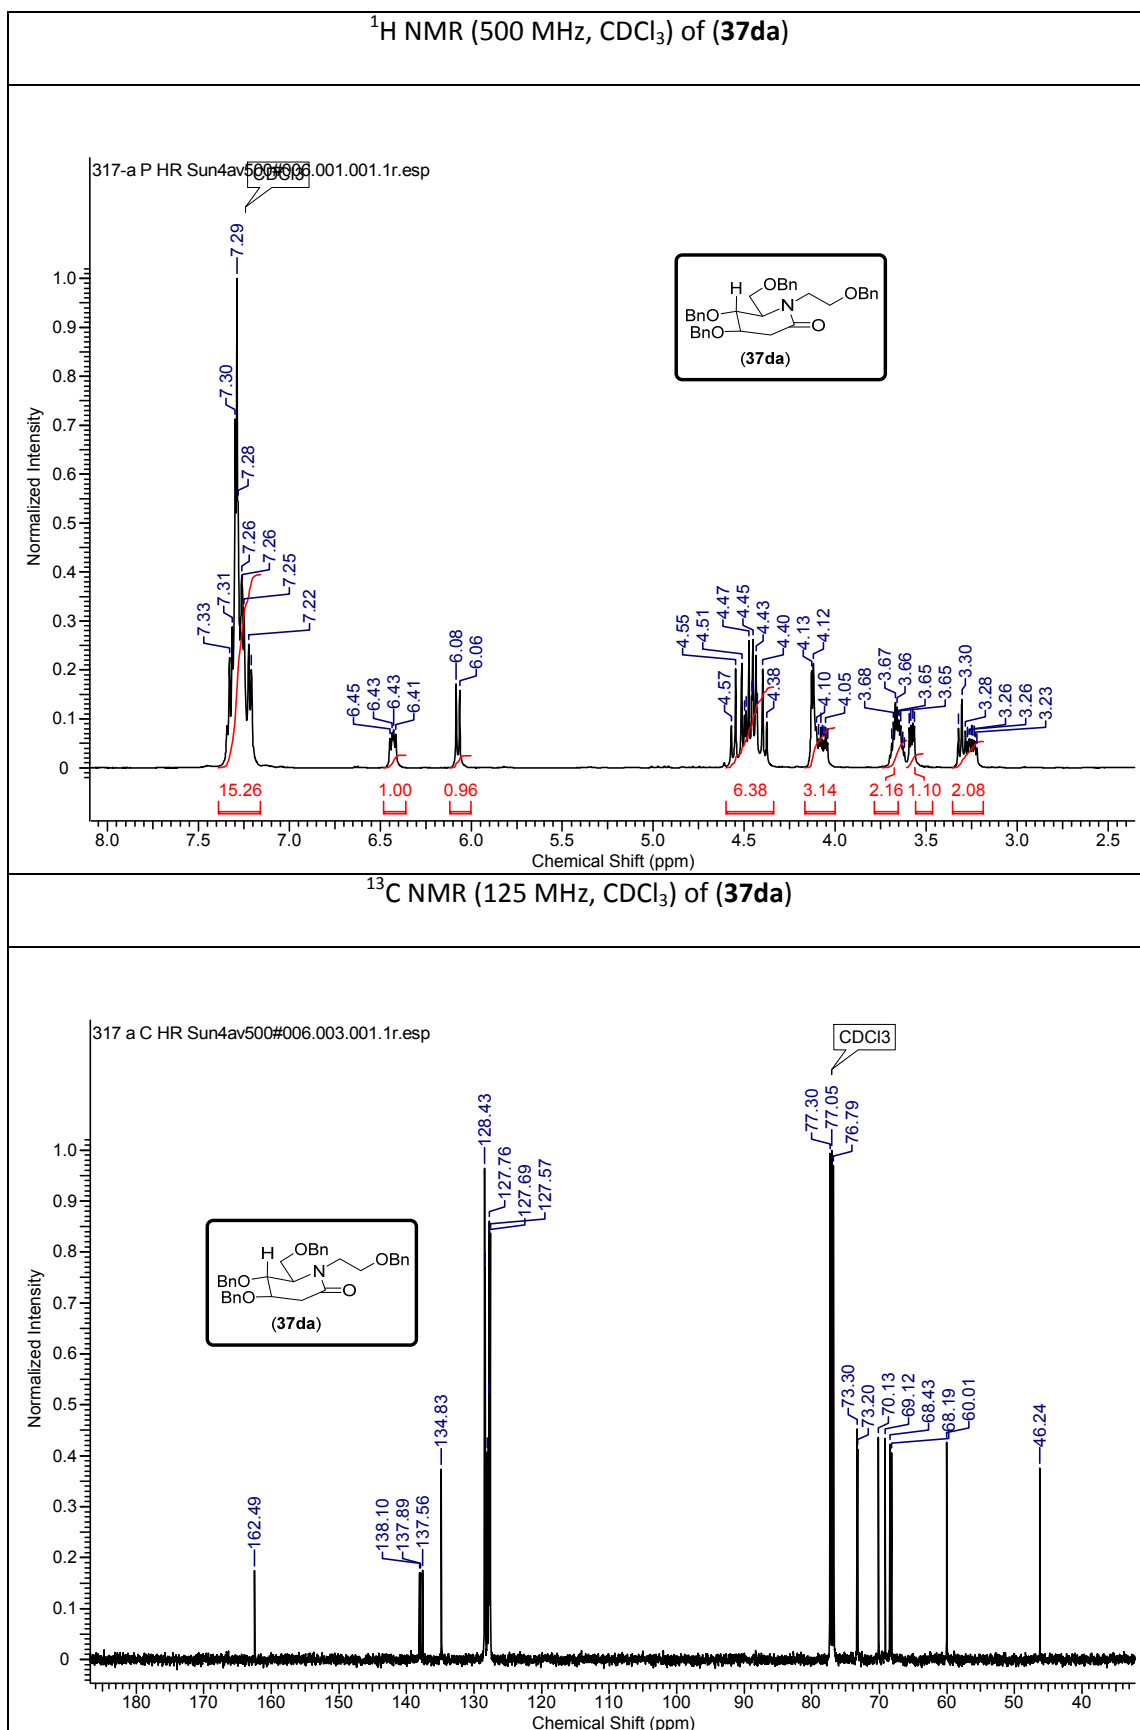 ¹H NMR (500 MHz, CDCl₃) of (37da)
317-a P HR Sun4av500#006.001.001.1r.esp
CDCl3
7.29
7.30
7.28
7.26
7.26
7.25
7.22
7.31
7.33
6.45
6.43
6.43
6.41
6.08
6.06
4.57
4.55
4.51
4.47
4.45
4.43
4.40
4.38
4.13
4.12
4.10
4.05
3.68
3.67
3.66
3.65
3.65
3.30
3.28
3.26
3.26
3.23
H
OBn
N
OBn
BnO
BnO
O
(37da)
Normalized Intensity
1.0
0.9
0.8
0.7
0.6
0.5
0.4
0.3
0.2
0.1
0
15.26 1.00 0.96 6.38 3.14 2.16 1.10 2.08
8.0 7.5 7.0 6.5 6.0 5.5 5.0 4.5 4.0 3.5 3.0 2.5
Chemical Shift (ppm)
¹³C NMR (125 MHz, CDCl₃) of (37da)
317 a C HR Sun4av500#006.003.001.1r.esp
CDCl3
162.49
138.10
137.89
137.56
134.83
128.43
127.76
127.69
127.57
77.30
77.05
76.79
73.30
73.20
70.13
69.12
68.43
68.19
60.01
46.24
H
OBn
N
OBn
BnO
BnO
O
(37da)
Normalized Intensity
1.0
0.9
0.8
0.7
0.6
0.5
0.4
0.3
0.2
0.1
0
180 170 160 150 140 130 120 110 100 90 80 70 60 50 40
Chemical Shift (ppm)